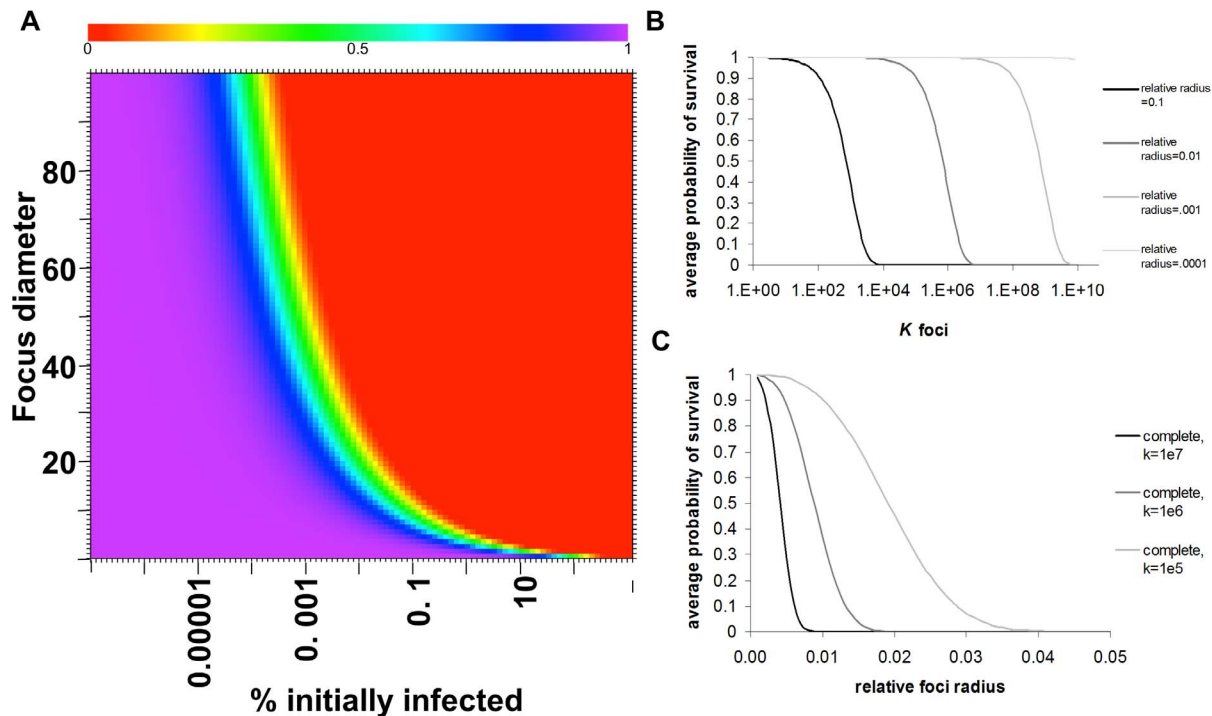 A
0 0.5 1
Focus diameter
80
60
40
20
0.00001
0. 001
0. 1
10
% initially infected
B
average probability of survival
1
0.9
0.8
0.7
0.6
0.5
0.4
0.3
0.2
0.1
0
1.E+00 1.E+02 1.E+04 1.E+06 1.E+08 1.E+10
K foci
relative radius
=0.1
relative
radius=0.01
relative
radius=.001
relative
radius=.0001
C
average probability of survival
1
0.9
0.8
0.7
0.6
0.5
0.4
0.3
0.2
0.1
0
0.00 0.01 0.02 0.03 0.04 0.05
relative foci radius
complete,
k=1e7
complete,
k=1e6
complete,
k=1e5